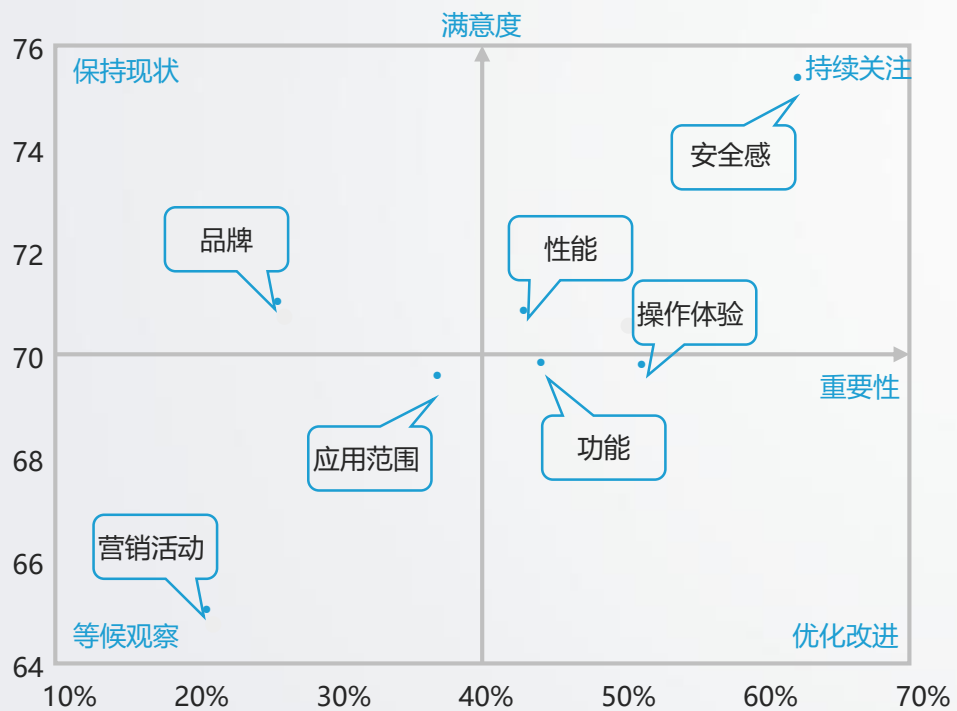 满意度
76
保持现状
持续关注
74
安全感
72
品牌
性能
操作体验
70
重要性
68
应用范围
功能
66
营销活动
等候观察
优化改进
64
10%
20%
30%
40%
50%
60%
70%